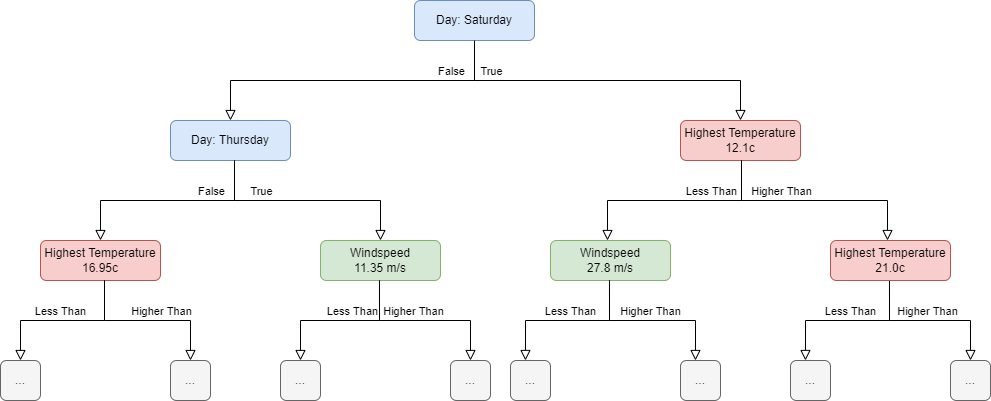 Day: Saturday
False True
Day: Thursday
Highest Temperature
12.1c
False True
Less Than Higher Than
Highest Temperature
16.95c
Windspeed
11.35 m/s
Windspeed
27.8 m/s
Highest Temperature
21.0c
Less Than Higher Than
Less Than Higher Than
Less Than Higher Than
Less Than Higher Than
... ... ... ... ... ... ... ...